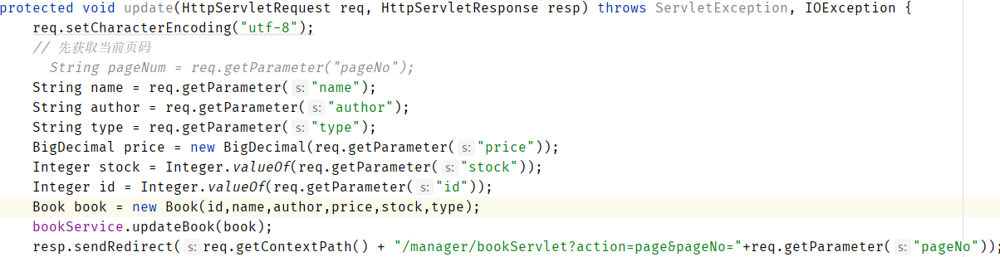 protected void update(HttpServletRequest req, HttpServletResponse resp) throws ServletException, IOException {
req.setCharacterEncoding("utf-8");
// 先获取当前页码
String pageNum = req.getParameter("pageNo");
String name = req.getParameter( s: "name");
String author = req.getParameter( s: "author");
String type = req.getParameter( s: "type");
BigDecimal price = new BigDecimal(req.getParameter( s: "price"));
Integer stock = Integer.valueOf(req.getParameter( s: "stock"));
Integer id = Integer.valueOf(req.getParameter( s: "id"));
Book book = new Book(id,name,author,price,stock,type);
bookService.updateBook(book);
resp.sendRedirect( s: req.getContextPath() + "/manager/bookServlet?action=page&pageNo="+req.getParameter( s: "pageNo"));